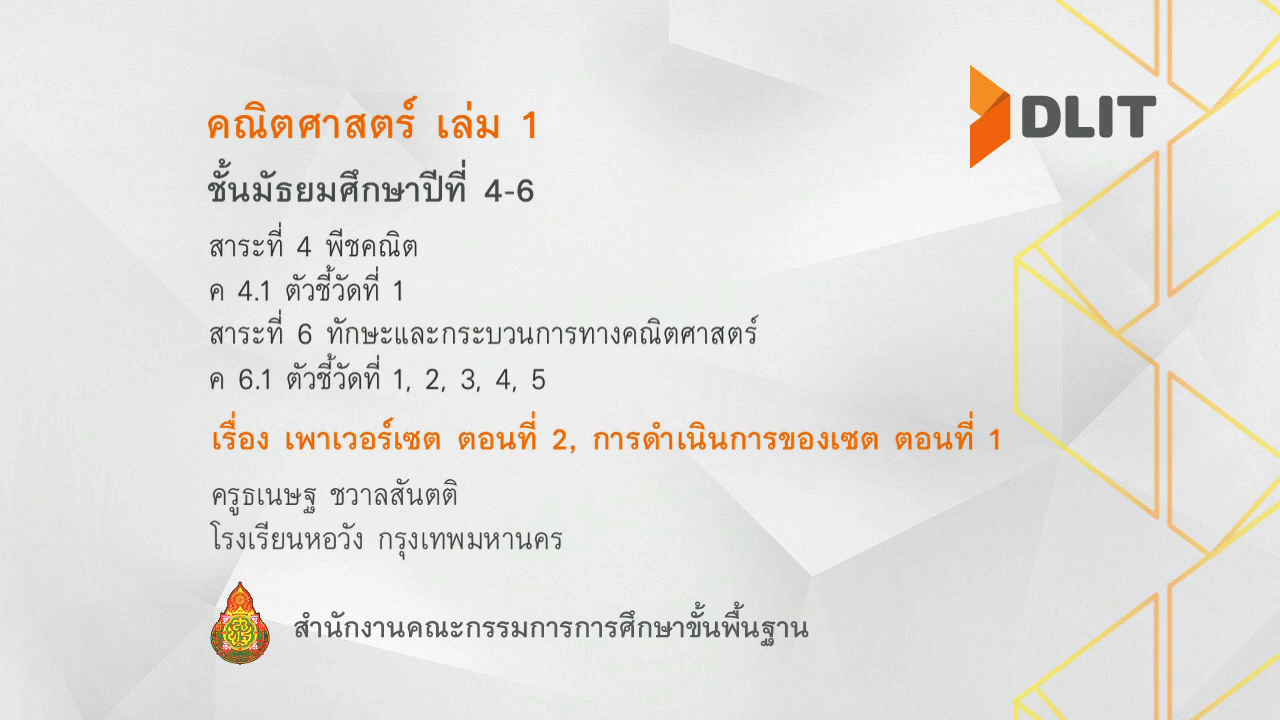 คณิตศาสตร์ เล่ม 1
DLIT
ชั้นมัธยมศึกษาปีที่ 4-6
สาระที่ 4 พีชคณิต
ค 4.1 ตัวชี้วัดที่ 1
สาระที่ 6 ทักษะและกระบวนการทางคณิตศาสตร์
ค 6.1 ตัวชี้วัดที่ 1, 2, 3, 4, 5
เรื่อง เพาเวอร์เซต ตอนที่ 2, การดำเนินการของเซต ตอนที่ 1
ครูธเนษฐ ชวาลสันตติ
โรงเรียนหอวัง กรุงเทพมหานคร
สำนักงานคณะกรรมการการศึกษาขั้นพื้นฐาน